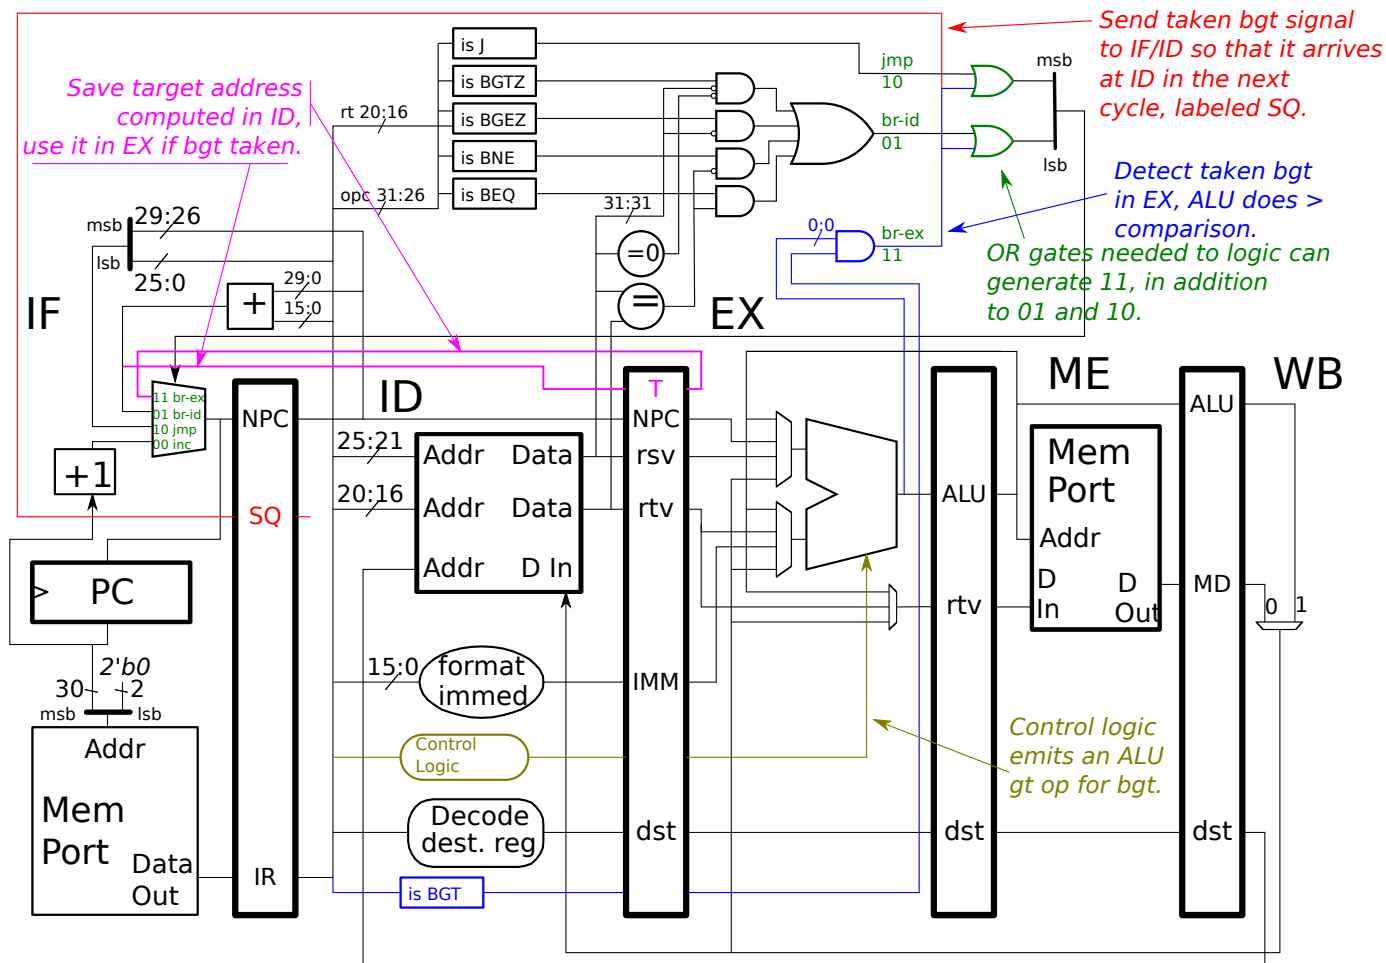 Send taken bgt signal
to IF/ID so that it arrives
at ID in the next
cycle, labeled SQ.
Save target address
computed in ID,
use it in EX if bgt taken.
is J
is BGTZ
is BGEZ
is BNE
is BEQ
rt 20:16
opc 31:26
jmp
10
br-id
01
msb
lsb
Detect taken bgt
in EX, ALU does >
comparison.
OR gates needed to logic can
generate 11, in addition
to 01 and 10.
0:0
br-ex
11
31:31
=0
=
msb
lsb
29:26
25:0
29:0
15:0
+
IF
EX
ID
ME
WB
11 br-ex
01 br-id
10 jmp
00 inc
+1
PC
2'b0
30
2
msb
lsb
Addr
Mem
Port
Data
Out
NPC
SQ
IR
25:21
20:16
Addr
Data
Addr
Data
Addr
D In
15:0
format
immed
Control
Logic
Decode
dest. reg
is BGT
T
NPC
rsv
rtv
IMM
dst
ALU
rtv
dst
Mem
Port
Addr
D
In
D
Out
ALU
MD
dst
0
1
Control logic
emits an ALU
gt op for bgt.